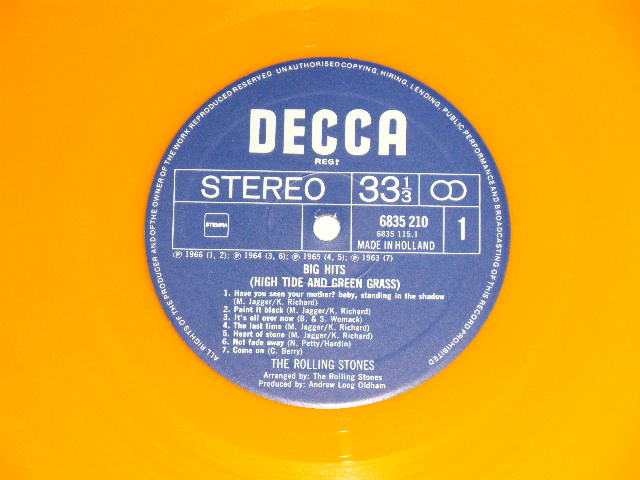 ALL RIGHTS OF THE PRODUCER AND OF THE OWNER OF THE WORK REPRODUCED RESERVED UNAUTHORISED COPYING, HIRING, LENDING, PUBLIC PERFORMANCE AND BROADCASTING OF THIS RECORD PROHIBITED
DECCA
REGD
STEREO 33 1/3
STEMRA
6835 210
6835 115.1
MADE IN HOLLAND
1
Ⓟ 1966 (1, 2); Ⓟ 1964 (3, 6); Ⓟ 1965 (4, 5); Ⓟ 1963 (7)
BIG HITS
(HIGH TIDE AND GREEN GRASS)
1. Have you seen your mother? baby, standing in the shadow
(M. Jagger/K. Richard)
2. Paint it black (M. Jagger/K. Richard)
3. It's all over now (B. & S. Womack)
4. The last time (M. Jagger/K. Richard)
5. Heart of stone (M. Jagger/K. Richard)
6. Not fade away (N. Petty/Hardin)
7. Come on (C. Berry)
THE ROLLING STONES
Arranged by: The Rolling Stones
Produced by: Andrew Loog Oldham